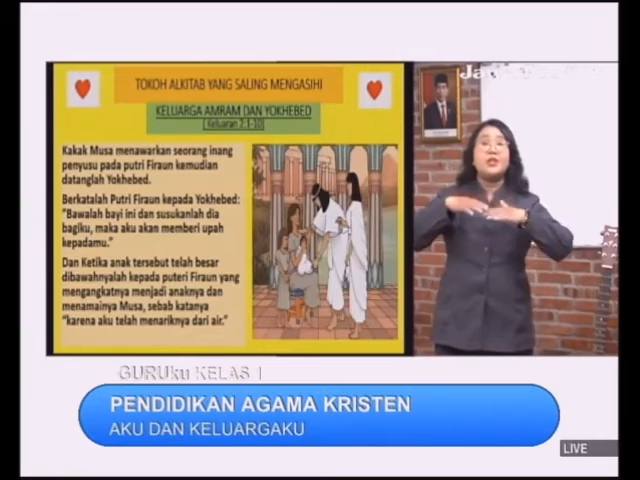 TOKOH ALKITAB YANG SALING MENGASIHI
KELUARGA AMRAM DAN YOKHEBED
(Keluaran 2:1-10)
Kakak Musa menawarkan seorang inang
penyusu pada putri Firaun kemudian
datanglah Yokhebed.
Berkatalah Putri Firaun kepada Yokhebed:
"Bawalah bayi ini dan susukanlah dia
bagiku, maka aku akan memberi upah
kepadamu."
Dan Ketika anak tersebut telah besar
dibawahnyalah kepada puteri Firaun yang
mengangkatnya menjadi anaknya dan
menamainya Musa, sebab katanya
"karena aku telah menariknya dari air."
GURUku KELAS 1
PENDIDIKAN AGAMA KRISTEN
AKU DAN KELUARGAKU
LIVE